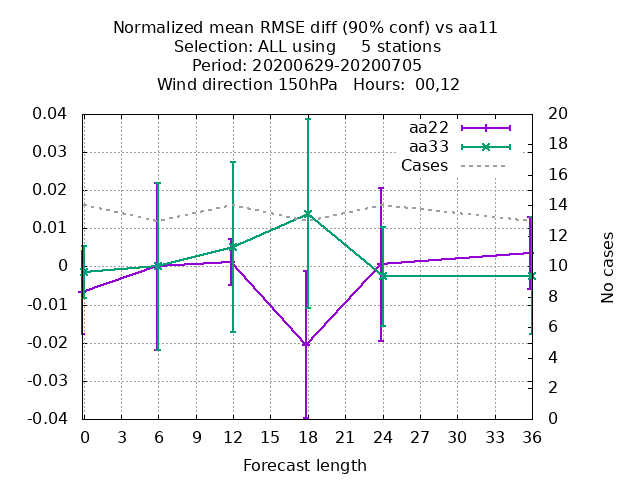 Normalized mean RMSE diff (90% conf) vs aa11
Selection: ALL using     5 stations
Period: 20200629-20200705
Wind direction 150hPa   Hours:  00,12
0.04
0.03
0.02
0.01
0
-0.01
-0.02
-0.03
-0.04
aa22
aa33
Cases
20
18
16
14
12
10
8
6
4
2
0
No cases
0 3 6 9 12 15 18 21 24 27 30 33 36
Forecast length